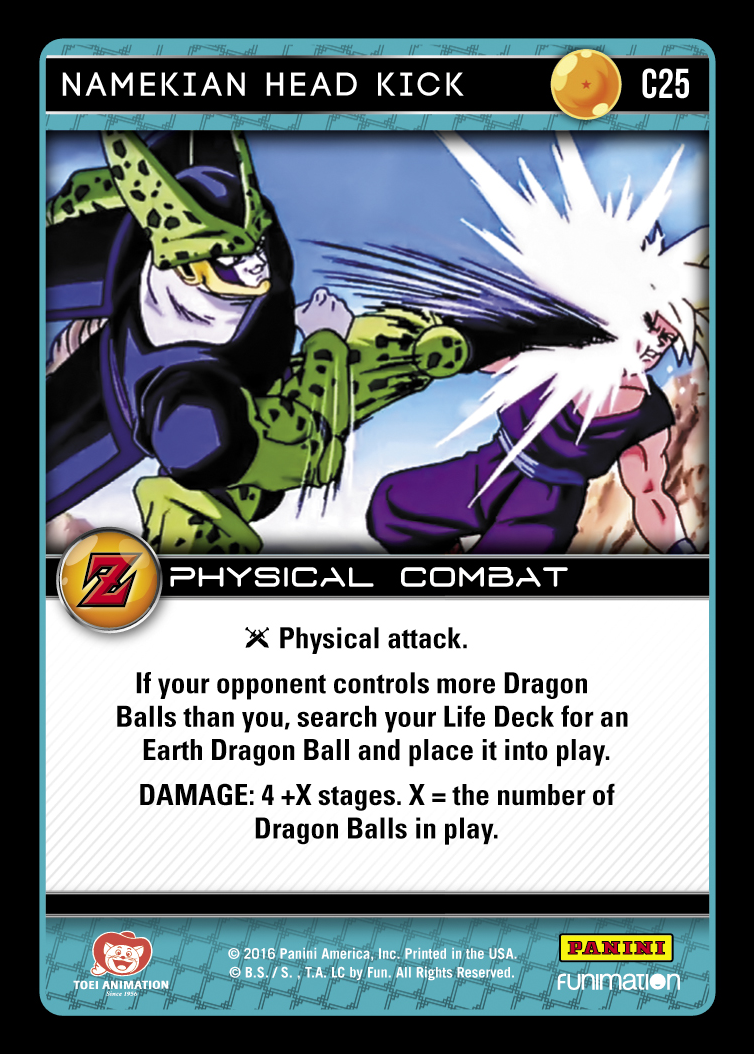 NAMEKIAN HEAD KICK C25
Z PHYSICAL COMBAT
Physical attack.
If your opponent controls more Dragon
Balls than you, search your Life Deck for an
Earth Dragon Ball and place it into play.
DAMAGE: 4 +X stages. X = the number of
Dragon Balls in play.
TOEI ANIMATION
Since 1956
© 2016 Panini America, Inc. Printed in the USA.
© B.S. / S. , T.A. LC by Fun. All Rights Reserved.
PANINI
FUNIMATION